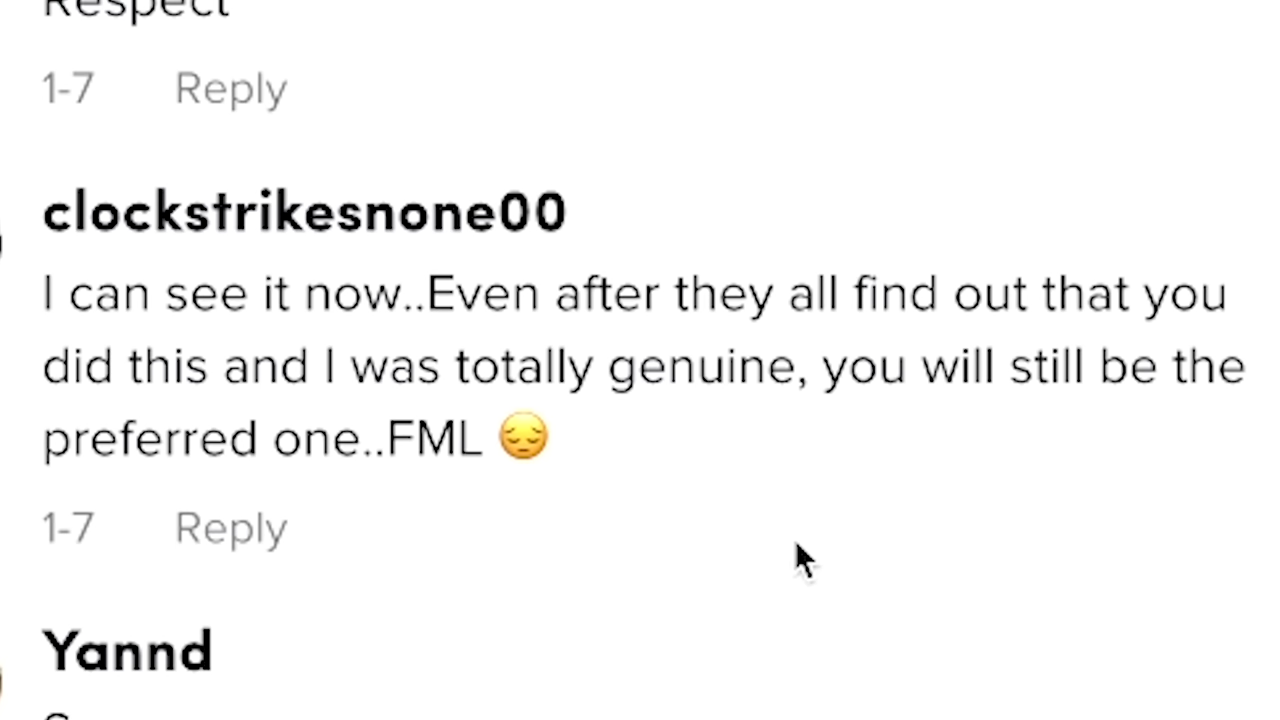 Respect
1-7 Reply
clockstrikesnone00
I can see it now..Even after they all find out that you
did this and I was totally genuine, you will still be the
preferred one..FML 😔
1-7 Reply
Yannd